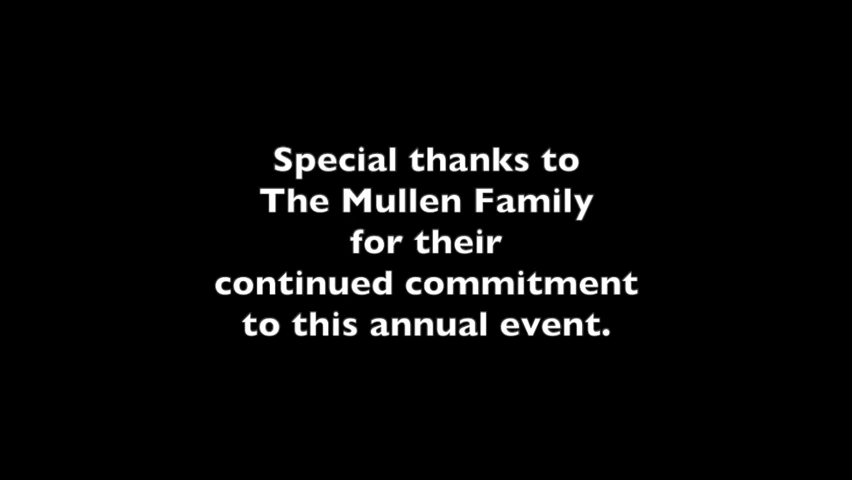 Special thanks to
The Mullen Family
for their
continued commitment
to this annual event.